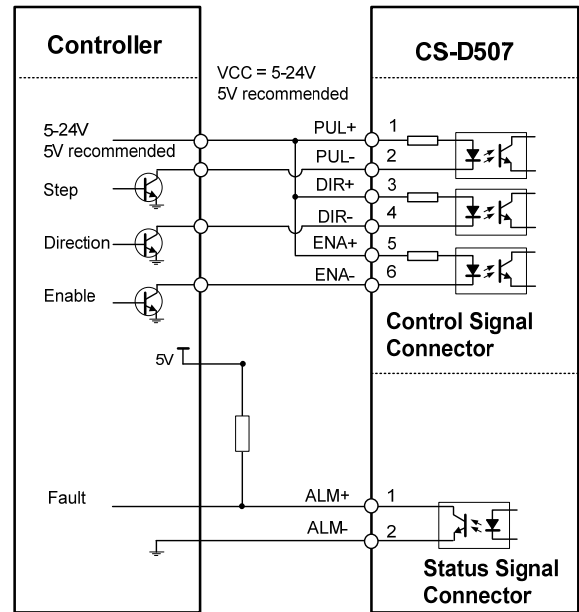 Controller
CS-D507
VCC = 5-24V
5V recommended
5-24V
5V recommended
PUL+ 1
PUL- 2
Step
DIR+ 3
DIR- 4
Direction
ENA+ 5
ENA- 6
Enable
Control Signal
Connector
5V
Fault
ALM+ 1
ALM- 2
Status Signal
Connector